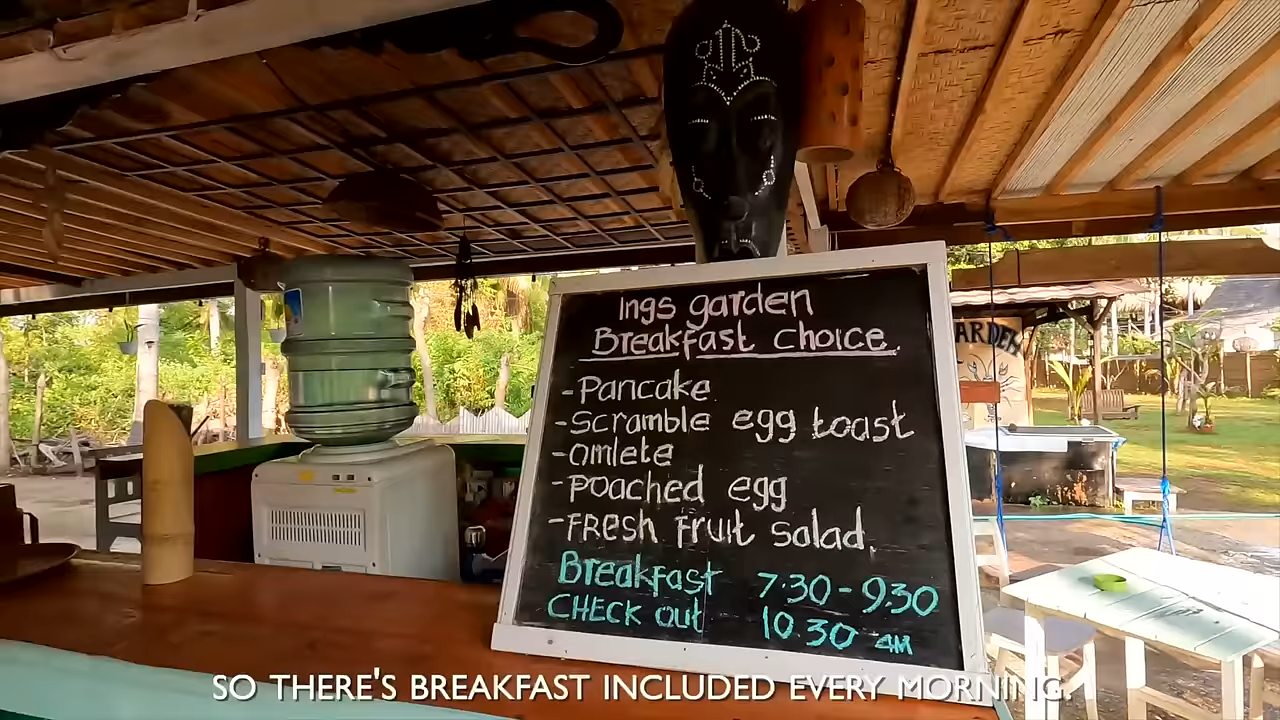 Ings garden
Breakfast choice.
-Pancake
-Scramble egg toast
-omlete
-Poached egg
-Fresh Fruit Salad.
Breakfast 7.30-9.30
CHECK out 10.30 AM
ARDEN
SO THERE'S BREAKFAST INCLUDED EVERY MORNING.